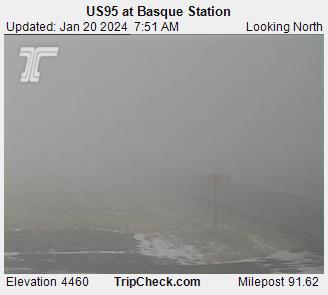 US95 at Basque Station
Updated: Jan 20 2024 7:51 AM Looking North
Elevation 4460 TripCheck.com Milepost 91.62